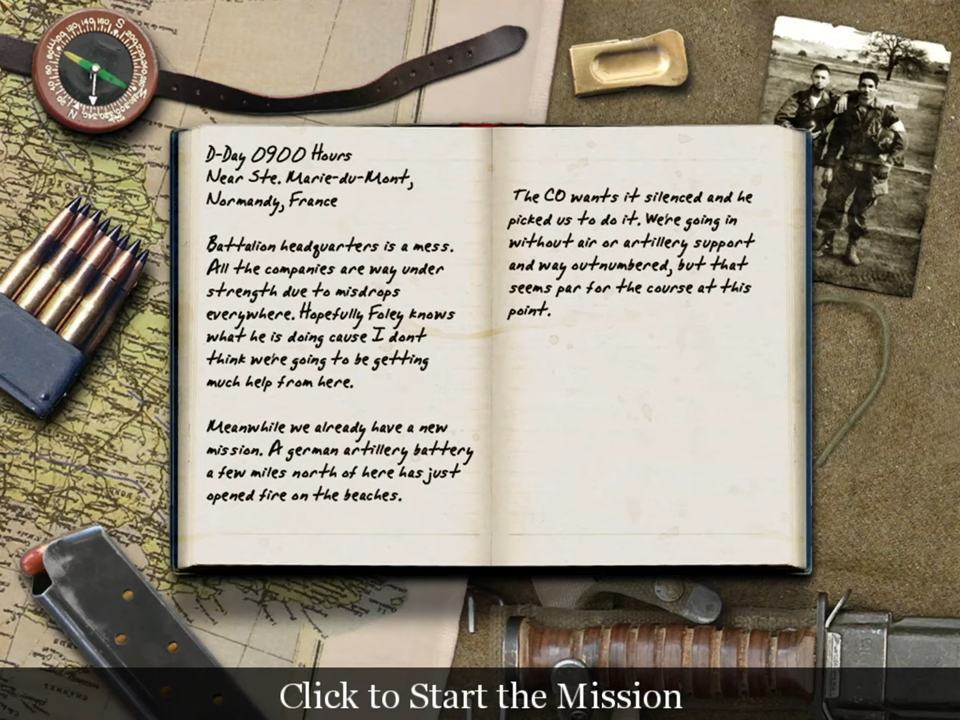 D-Day 0900 Hours
Near Ste. Marie-du-Mont,
Normandy, France
Battalion headquarters is a mess.
All the companies are way under
strength due to misdrops
everywhere. Hopefully Foley knows
what he is doing cause I dont
think we're going to be getting
much help from here.
Meanwhile we already have a new
mission. A german artillery battery
a few miles north of here has just
opened fire on the beaches.
The CO wants it silenced and he
picked us to do it. We're going in
without air or artillery support
and way outnumbered, but that
seems par for the course at this
point.
Click to Start the Mission